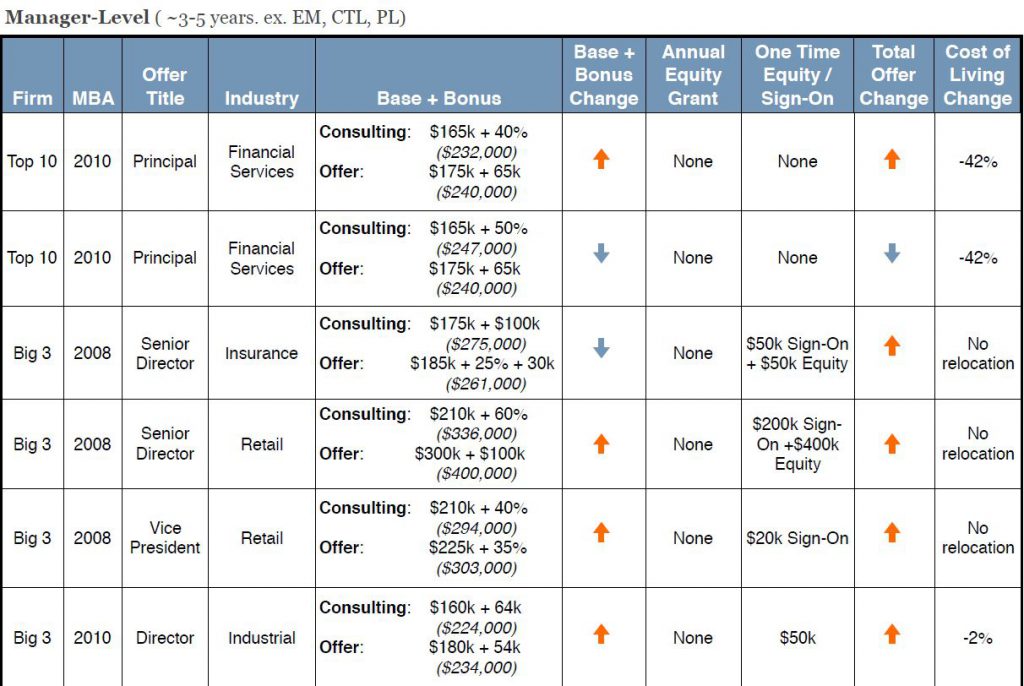 Manager-Level ( ~3-5 years. ex. EM, CTL, PL)
Firm
MBA
Offer
Title
Industry
Base + Bonus
Base +
Bonus
Change
Annual
Equity
Grant
One Time
Equity /
Sign-On
Total
Offer
Change
Cost of
Living
Change
Top 10
2010
Principal
Financial
Services
Consulting: $165k + 40%
($232,000)
Offer: $175k + 65k
($240,000)
None
None
-42%
Top 10
2010
Principal
Financial
Services
Consulting: $165k + 50%
($247,000)
Offer: $175k + 65k
($240,000)
None
None
-42%
Big 3
2008
Senior
Director
Insurance
Consulting: $175k + $100k
($275,000)
Offer: $185k + 25% + 30k
($261,000)
None
$50k Sign-On
+ $50k Equity
No
relocation
Big 3
2008
Senior
Director
Retail
Consulting: $210k + 60%
($336,000)
Offer: $300k + $100k
($400,000)
None
$200k Sign-
On +$400k
Equity
No
relocation
Big 3
2008
Vice
President
Retail
Consulting: $210k + 40%
($294,000)
Offer: $225k + 35%
($303,000)
None
$20k Sign-On
No
relocation
Big 3
2010
Director
Industrial
Consulting: $160k + 64k
($224,000)
Offer: $180k + 54k
($234,000)
None
$50k
-2%